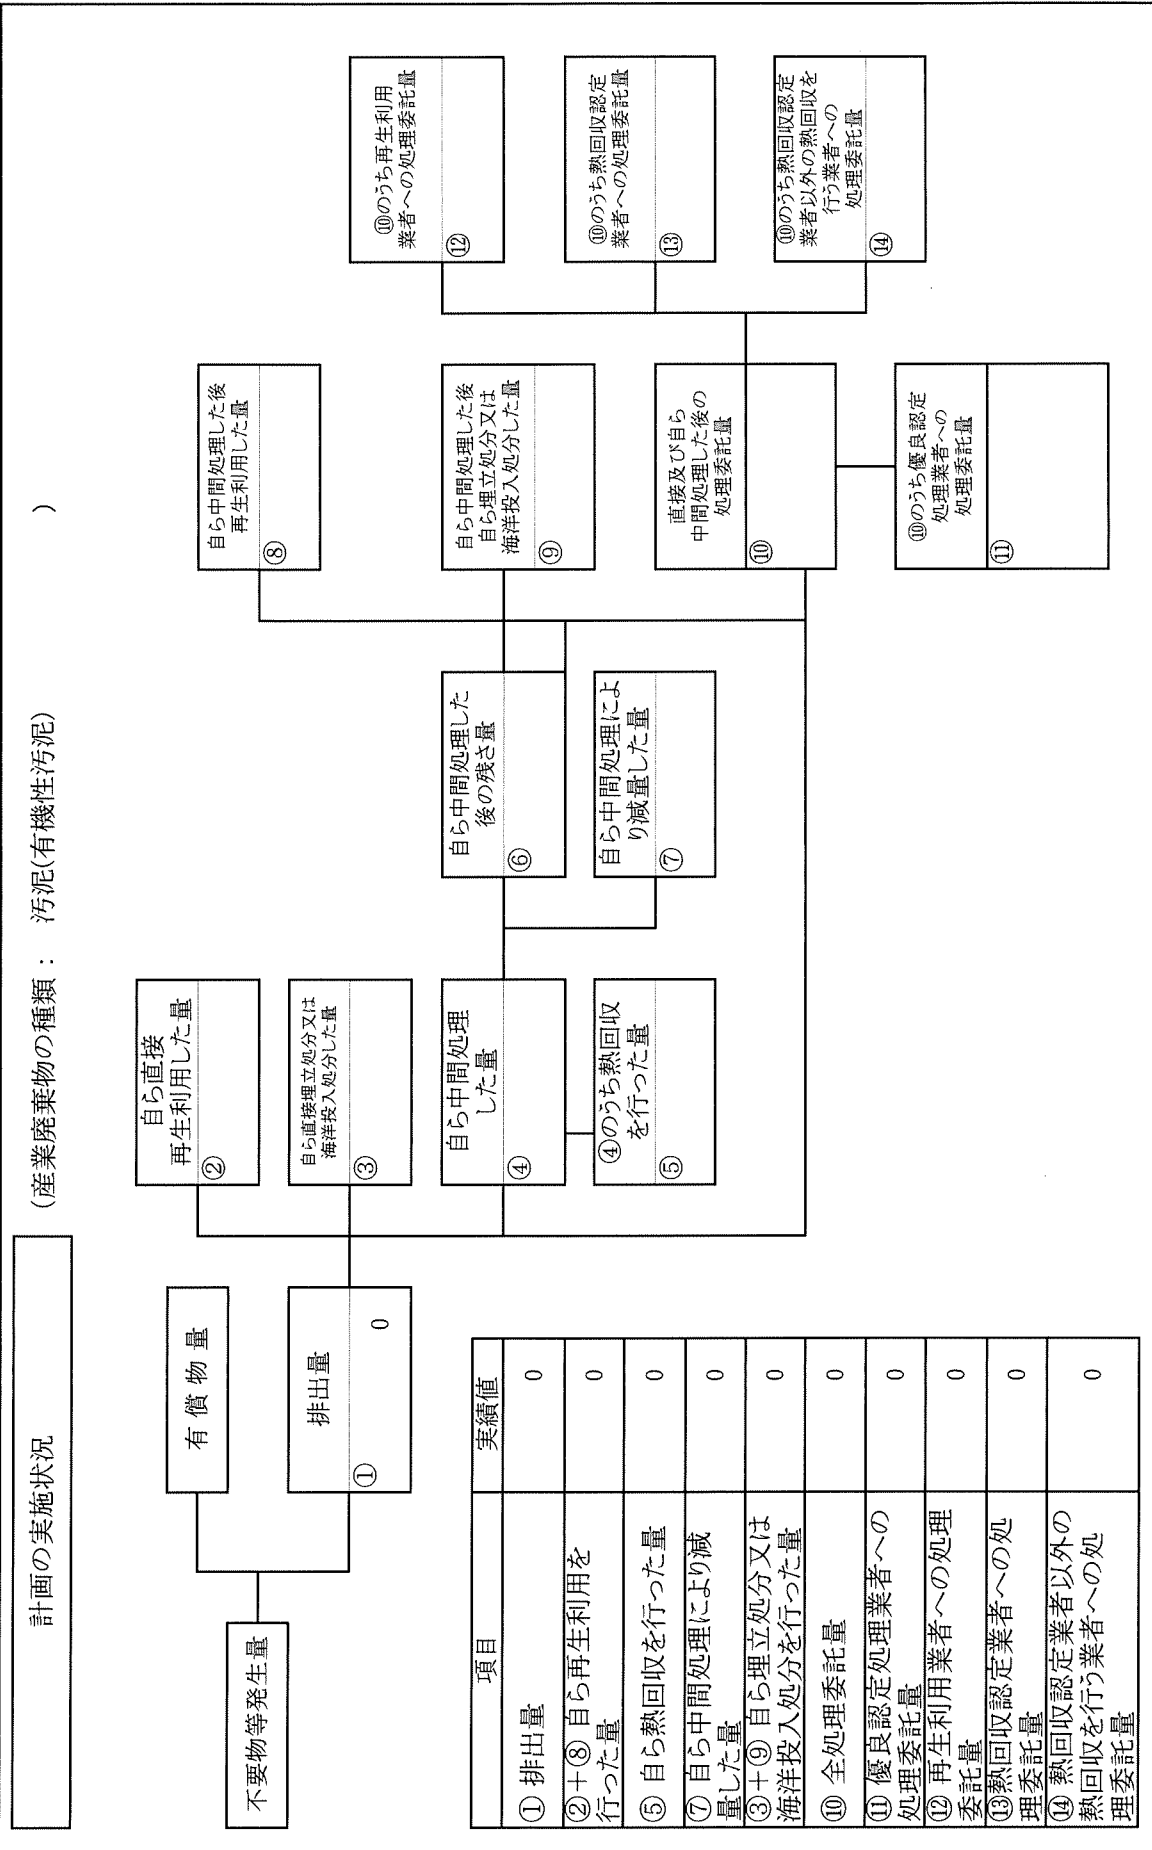 計画の実施状況
(産業廃棄物の種類： 汚泥(有機性汚泥) )
不要物等発生量
有 償 物 量
排出量
① 0
自ら直接
再生利用した量
②
自ら直接埋立処分又は
海洋投入処分した量
③
自ら中間処理
した量
④
④のうち熱回収
を行った量
⑤
自ら中間処理した
後の残さ量
⑥
自ら中間処理によ
り減量した量
⑦
自ら中間処理した後
再生利用した量
⑧
自ら中間処理した後
自ら埋立処分又は
海洋投入処分した量
⑨
直接及び自ら
中間処理した後の
処理委託量
⑩
⑩のうち優良認定
処理業者への
処理委託量
⑪
⑩のうち再生利用
業者への処理委託量
⑫
⑩のうち熱回収認定
業者への処理委託量
⑬
⑩のうち熱回収認定
業者以外の熱回収を
行う業者への
処理委託量
⑭
項目 実績値
① 排出量 0
②＋⑧ 自ら再生利用を
行った量 0
⑤ 自ら熱回収を行った量 0
⑦ 自ら中間処理により減
量した量 0
③＋⑨ 自ら埋立処分又は
海洋投入処分を行った量 0
⑩ 全処理委託量 0
⑪ 優良認定処理業者への
処理委託量 0
⑫ 再生利用業者への処理
委託量 0
⑬熱回収認定業者への処
理委託量 0
⑭ 熱回収認定業者以外の
熱回収を行う業者への処
理委託量 0